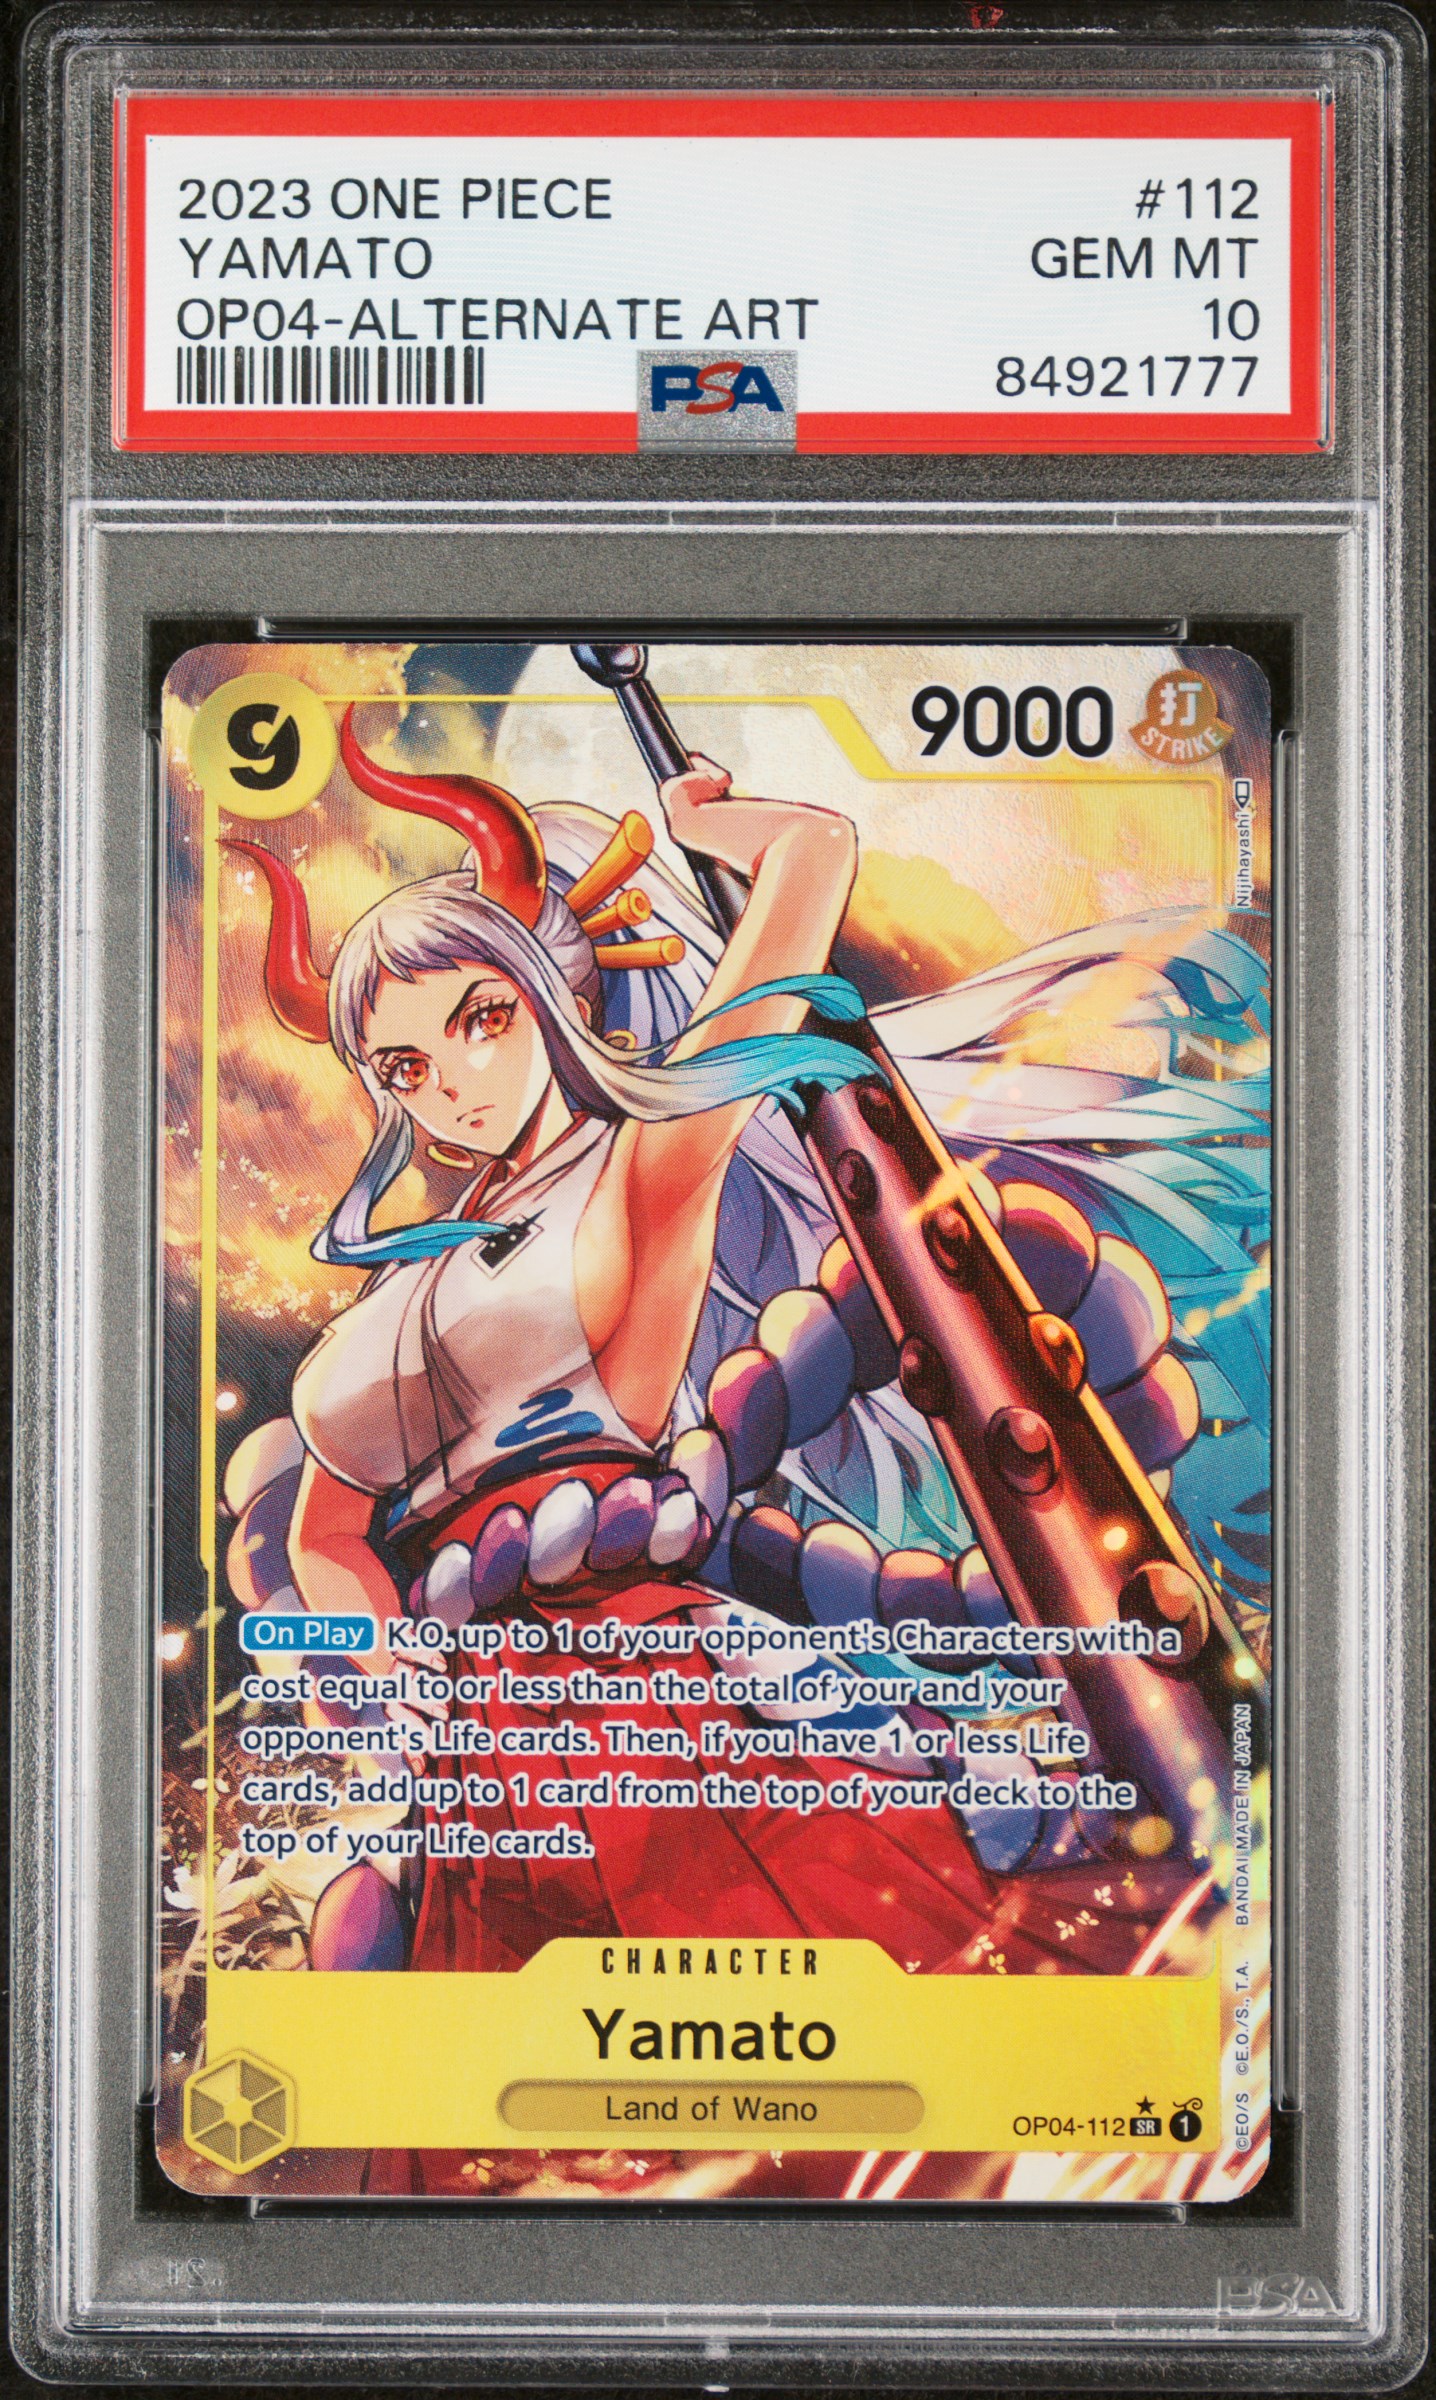 2023 ONE PIECE #112
YAMATO GEM MT
OP04-ALTERNATE ART 10
PSA 84921777
9 9000 打
STRIKE
Nijihayashi
On Play K.O. up to 1 of your opponent's Characters with a
cost equal to or less than the total of your and your
opponent's Life cards. Then, if you have 1 or less Life
cards, add up to 1 card from the top of your deck to the
top of your Life cards.
CHARACTER
Yamato
Land of Wano
OP04-112 SR 1
©EO/S ©E.O./S., T.A. BANDAI MADE IN JAPAN
PSA